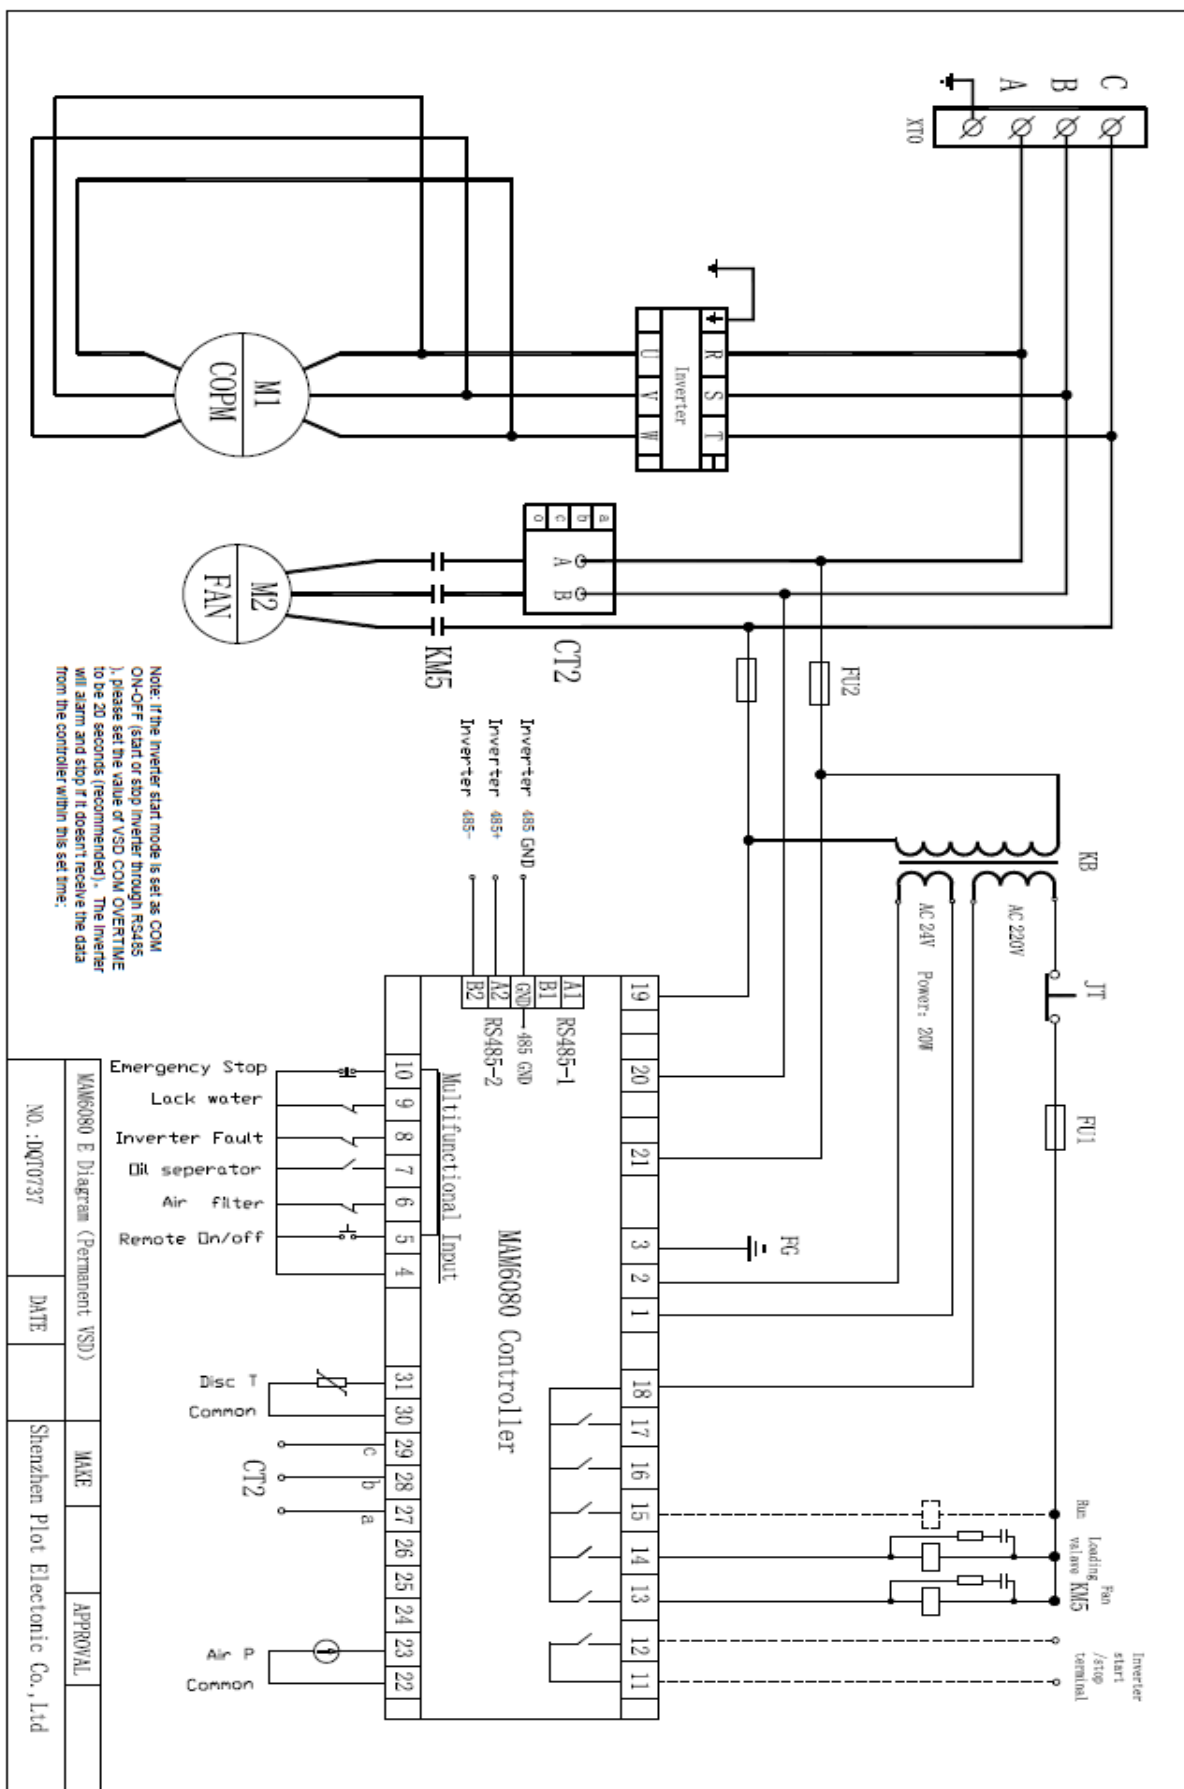 C
B
A
XT0
R
S
T
Inverter
U
V
W
M1
COPM
a
b
c
o
A
B
CT2
M2
FAN
KM5
FU2
KB
AC 220V
AC 24V Power: 20W
JT
FU1
FG
Note: If the inverter start mode is set as COM
ON-OFF (start or stop inverter through RS485
), please set the value of VSD COM OVERTIME
to be 20 seconds (recommended)。The inverter
will alarm and stop if it doesn't receive the data
from the controller within this set time;
Inverter 485 GND
Inverter 485+
Inverter 485-
A1
B1
GND
A2
B2
RS485-1
485 GND
RS485-2
19
20
21
3
2
1
18
17
16
15
14
13
12
11
MAM6080 Controller
Multifunctional Input
10
9
8
7
6
5
4
31
30
29
28
27
26
25
24
23
22
Emergency Stop
Lack water
Inverter Fault
Oil seperator
Air filter
Remote On/off
Disc T
Common
c
b
a
CT2
Air P
Common
Run
Loading
valave
Fan
KM5
Inverter
start
/stop
terminal
MAM6080 E Diagram (Permanent VSD)
MAKE
APPROVAL
NO.:DQT0737
DATE
Shenzhen Plot Electonic Co.,Ltd